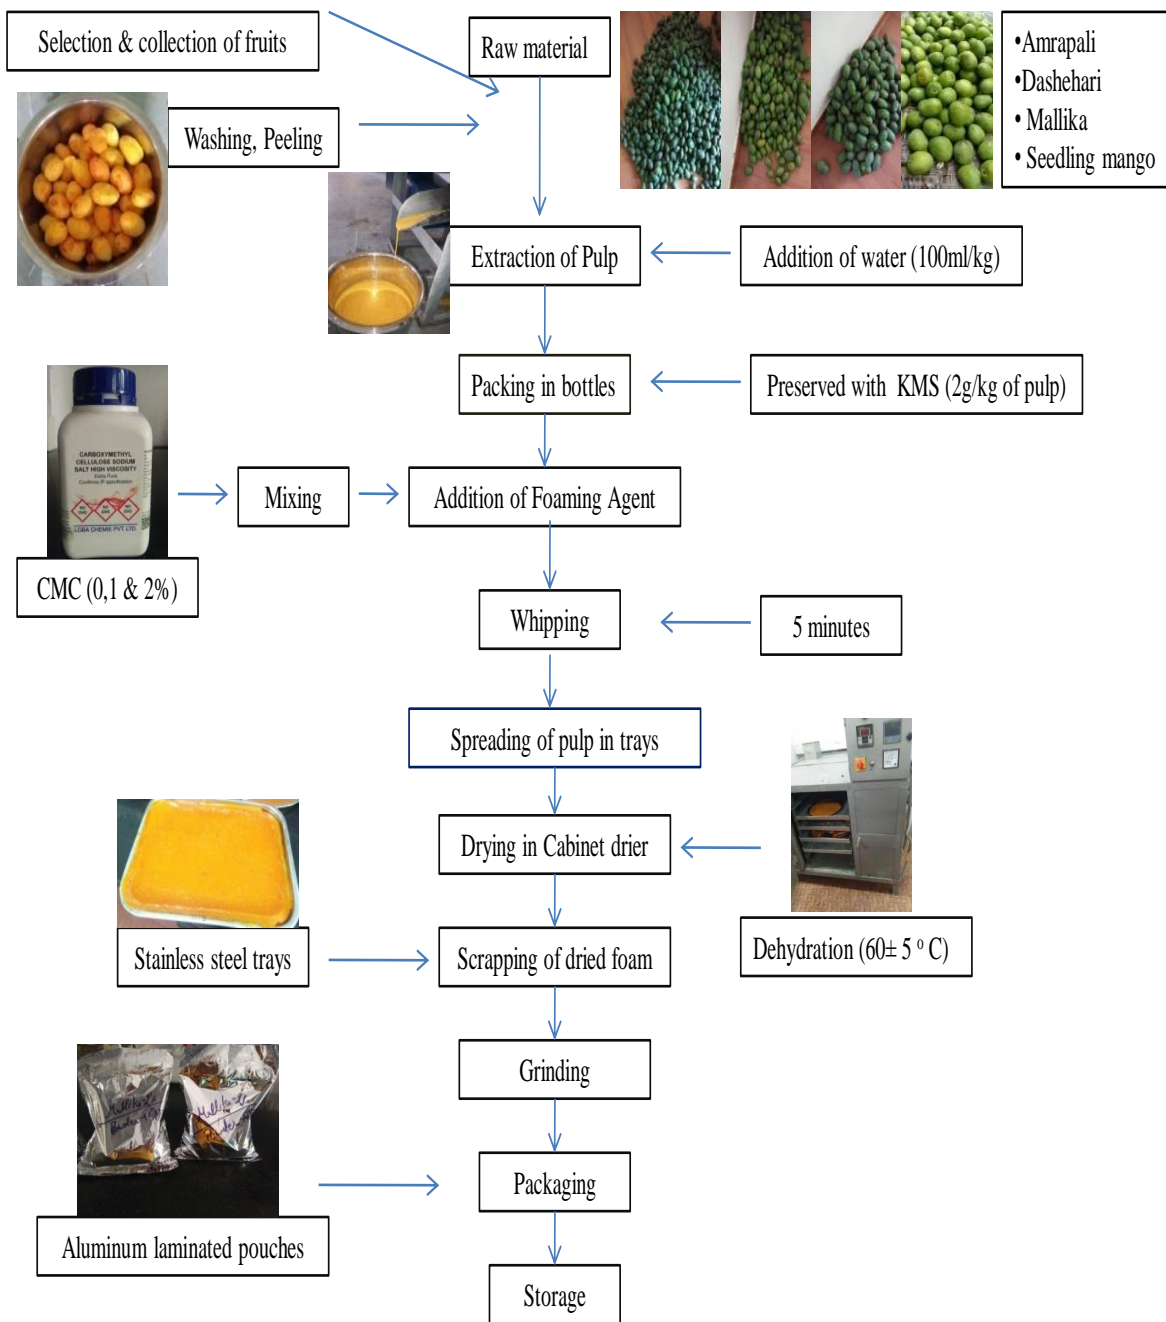 Selection & collection of fruits
Raw material
•Amrapali
•Dashehari
• Mallika
• Seedling mango
Washing, Peeling
Extraction of Pulp
Addition of water (100ml/kg)
Packing in bottles
Preserved with KMS (2g/kg of pulp)
CARBOXYMETHYL
CELLULOSE SODIUM
SALT HIGH VISCOSITY
Extra Pure
LOBA CHEMIE PVT. LTD.
Mixing
Addition of Foaming Agent
CMC (0,1 & 2%)
Whipping
5 minutes
Spreading of pulp in trays
Drying in Cabinet drier
Stainless steel trays
Scrapping of dried foam
Dehydration (60± 5 º C)
Grinding
Packaging
Aluminum laminated pouches
Storage